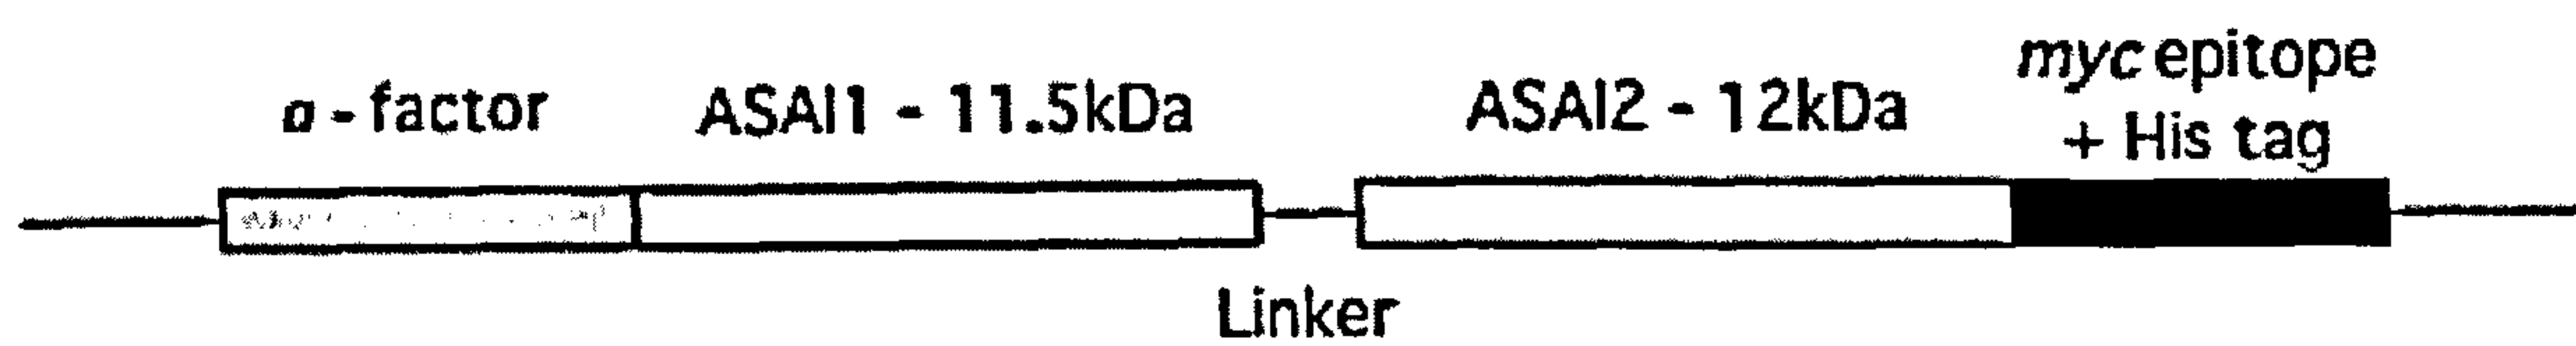 α - factor
ASAI1 - 11.5kDa
ASAI2 - 12kDa
myc epitope
+ His tag
Linker